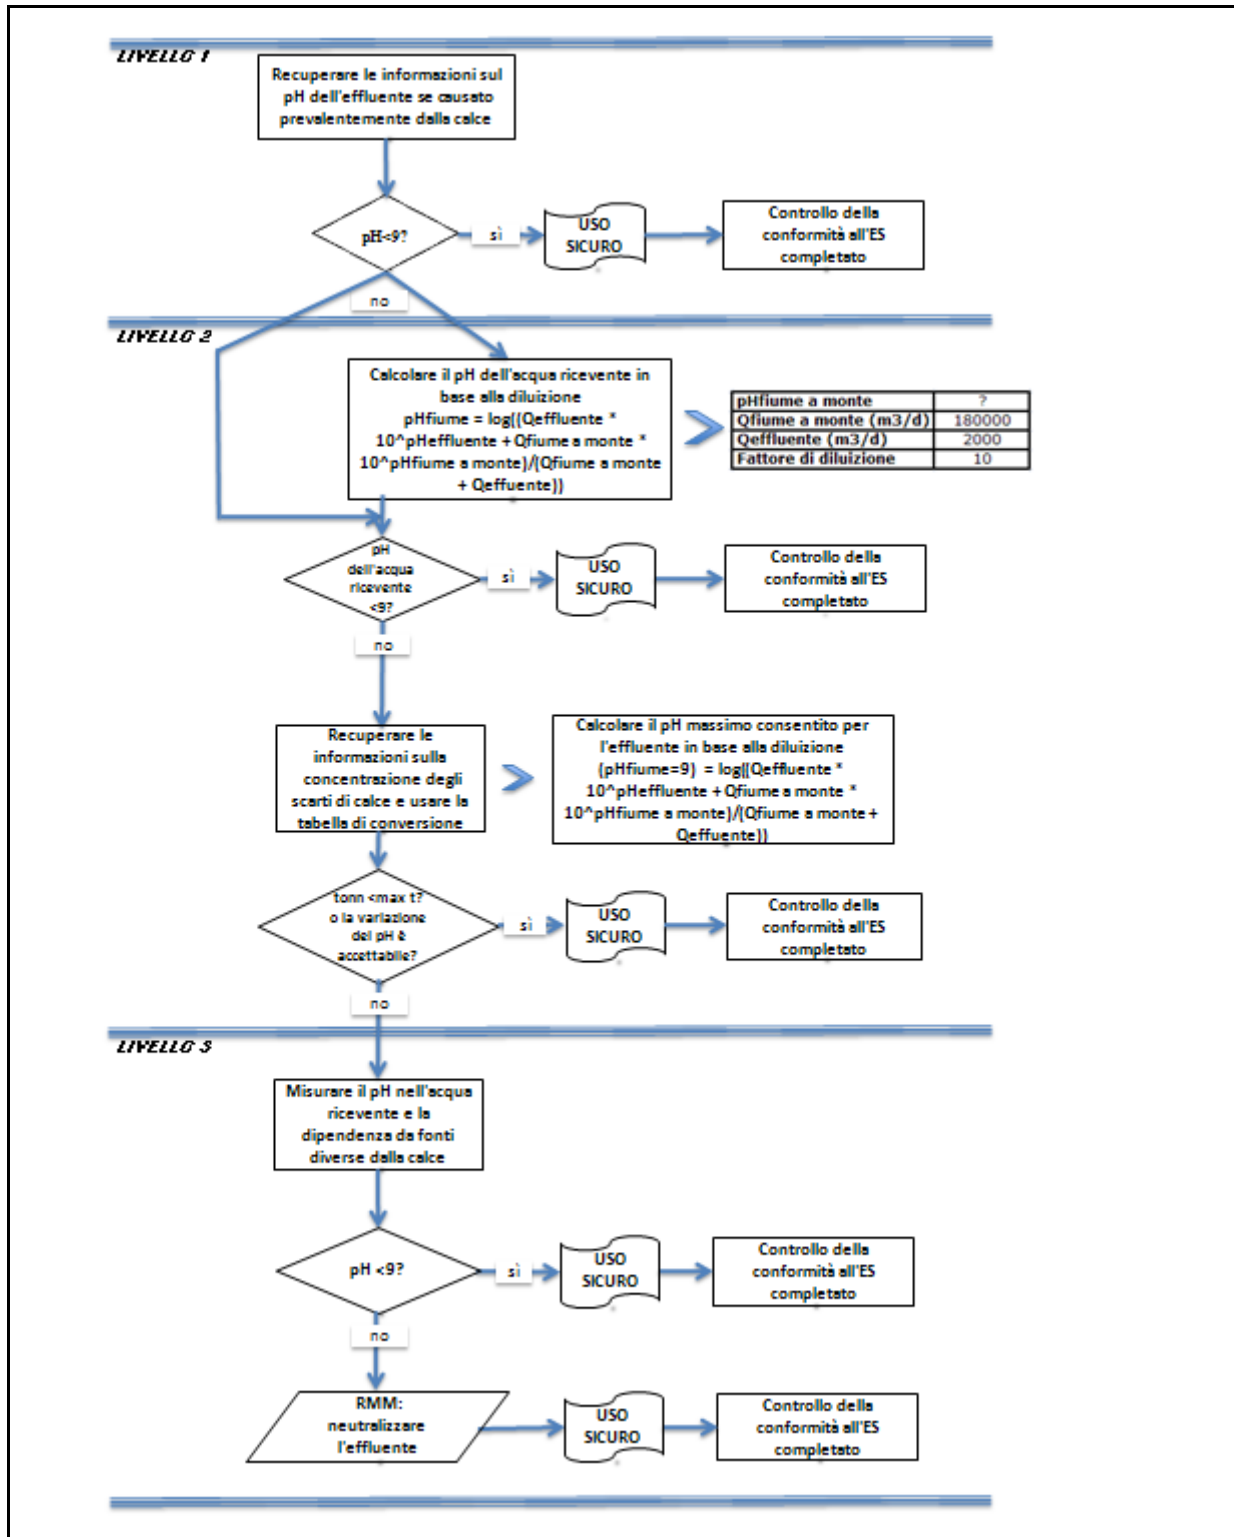 LIVELLO 1
Recuperare le informazioni sul
pH dell'effluente se causato
prevalentemente dalla calce
pH<9?
sì
USO
SICURO
Controllo della
conformità all'ES
completato
no
LIVELLO 2
Calcolare il pH dell'acqua ricevente in
base alla diluizione
pHfiume = log((Qeffluente *
10^pHeffluente + Qfiume a monte *
10^pHfiume a monte)/(Qfiume a monte
+ Qeffuente))
pHfiume a monte ?
Qfiume a monte (m3/d) 180000
Qeffluente (m3/d) 2000
Fattore di diluizione 10
pH
dell'acqua
ricevente
<9?
sì
USO
SICURO
Controllo della
conformità all'ES
completato
no
Recuperare le
informazioni sulla
concentrazione degli
scarti di calce e usare la
tabella di conversione
Calcolare il pH massimo consentito per
l'effluente in base alla diluizione
(pHfiume=9) = log((Qeffluente *
10^pHeffluente + Qfiume a monte *
10^pHfiume a monte)/(Qfiume a monte +
Qeffuente))
tonn <max t?
o la variazione
del pH è
accettabile?
sì
USO
SICURO
Controllo della
conformità all'ES
completato
no
LIVELLO 3
Misurare il pH nell'acqua
ricevente e la
dipendenza da fonti
diverse dalla calce
pH <9?
sì
USO
SICURO
Controllo della
conformità all'ES
completato
no
RMM:
neutralizzare
l'effluente
USO
SICURO
Controllo della
conformità all'ES
completato